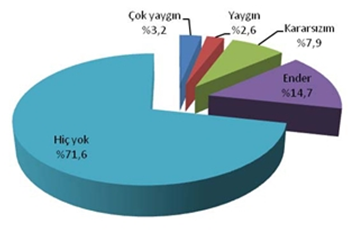 Çok yaygın
%3,2
Yaygın
%2,6
Kararsızım
%7,9
Ender
%14,7
Hiç yok
%71,6